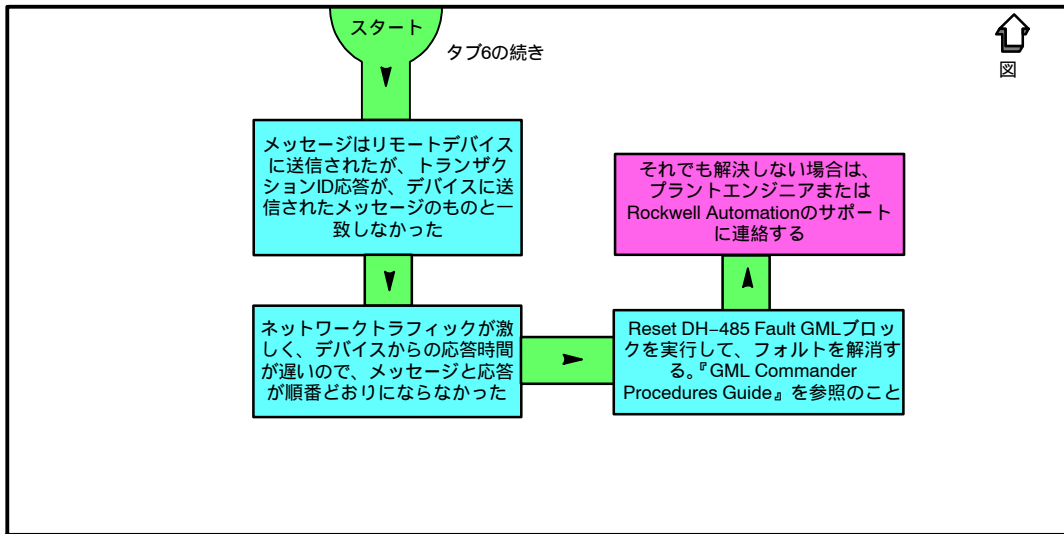 スタート
タブ6の続き
図
メッセージはリモートデバイス
に送信されたが、トランザク
ションID応答が、デバイスに送
信されたメッセージのものと一
致しなかった
ネットワークトラフィックが激
しく、デバイスからの応答時間
が遅いので、メッセージと応答
が順番どおりにならなかった
Reset DH–485 Fault GMLブロッ
クを実行して、フォルトを解消す
る。『GML Commander
Procedures Guide』を参照のこと
それでも解決しない場合は、
プラントエンジニアまたは
Rockwell Automationのサポート
に連絡する